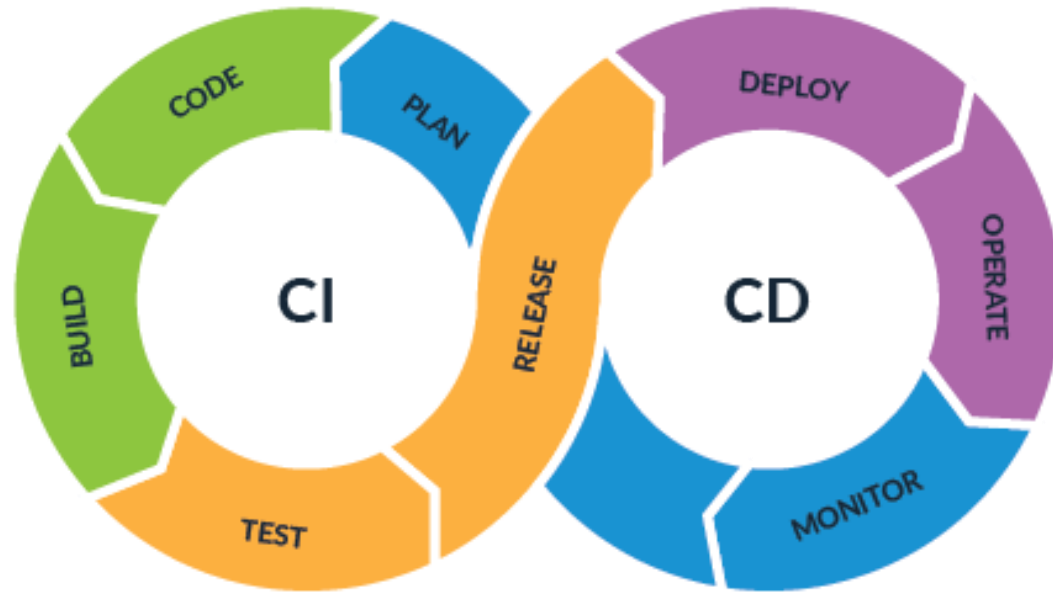 CODE
PLAN
BUILD
CI
TEST
RELEASE
DEPLOY
OPERATE
CD
MONITOR